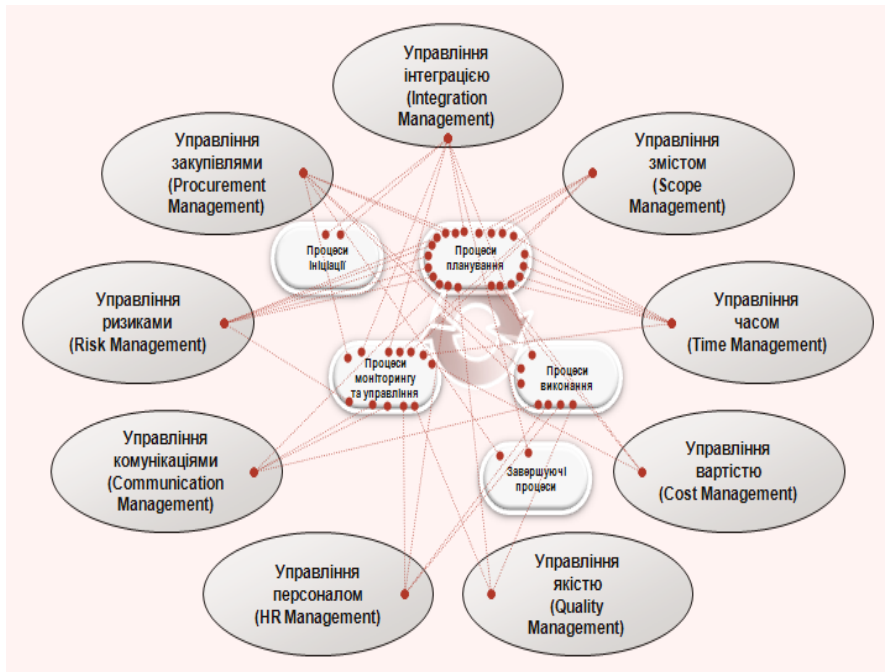 Управління
інтеграцією
(Integration
Management)
Управління
закупівлями
(Procurement
Management)
Управління
змістом
(Scope
Management)
Процеси
ініціації
Процеси
планування
Управління
ризиками
(Risk Management)
Управління
часом
(Time Management)
Процеси
моніторингу
та управління
Процеси
виконання
Управління
комунікаціями
(Communication
Management)
Управління
вартістю
(Cost Management)
Завершуючі
процеси
Управління
персоналом
(HR Management)
Управління
якістю
(Quality
Management)